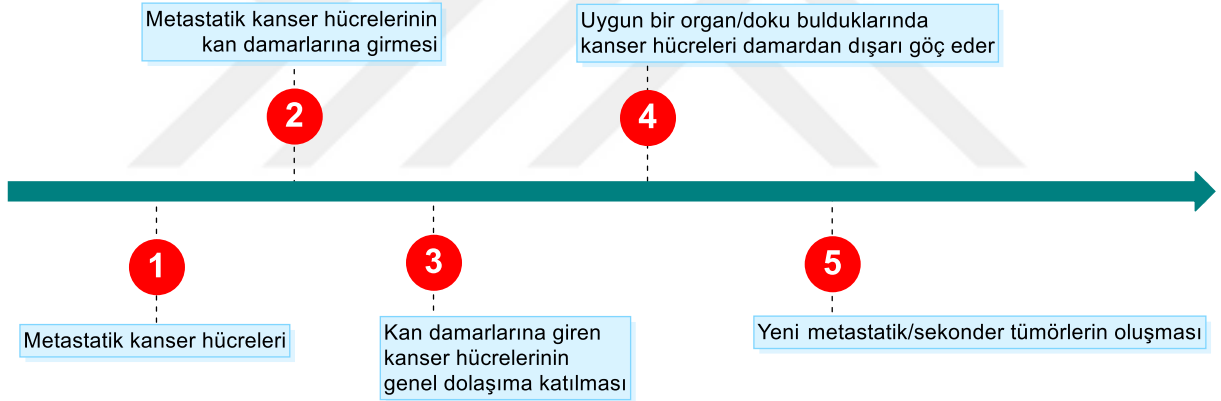 Metastatik kanser hücrelerinin
kan damarlarına girmesi
Uygun bir organ/doku bulduklarında
kanser hücreleri damardan dışarı göç eder
2
4
1
3
5
Metastatik kanser hücreleri
Kan damarlarına giren
kanser hücrelerinin
genel dolaşıma katılması
Yeni metastatik/sekonder tümörlerin oluşması